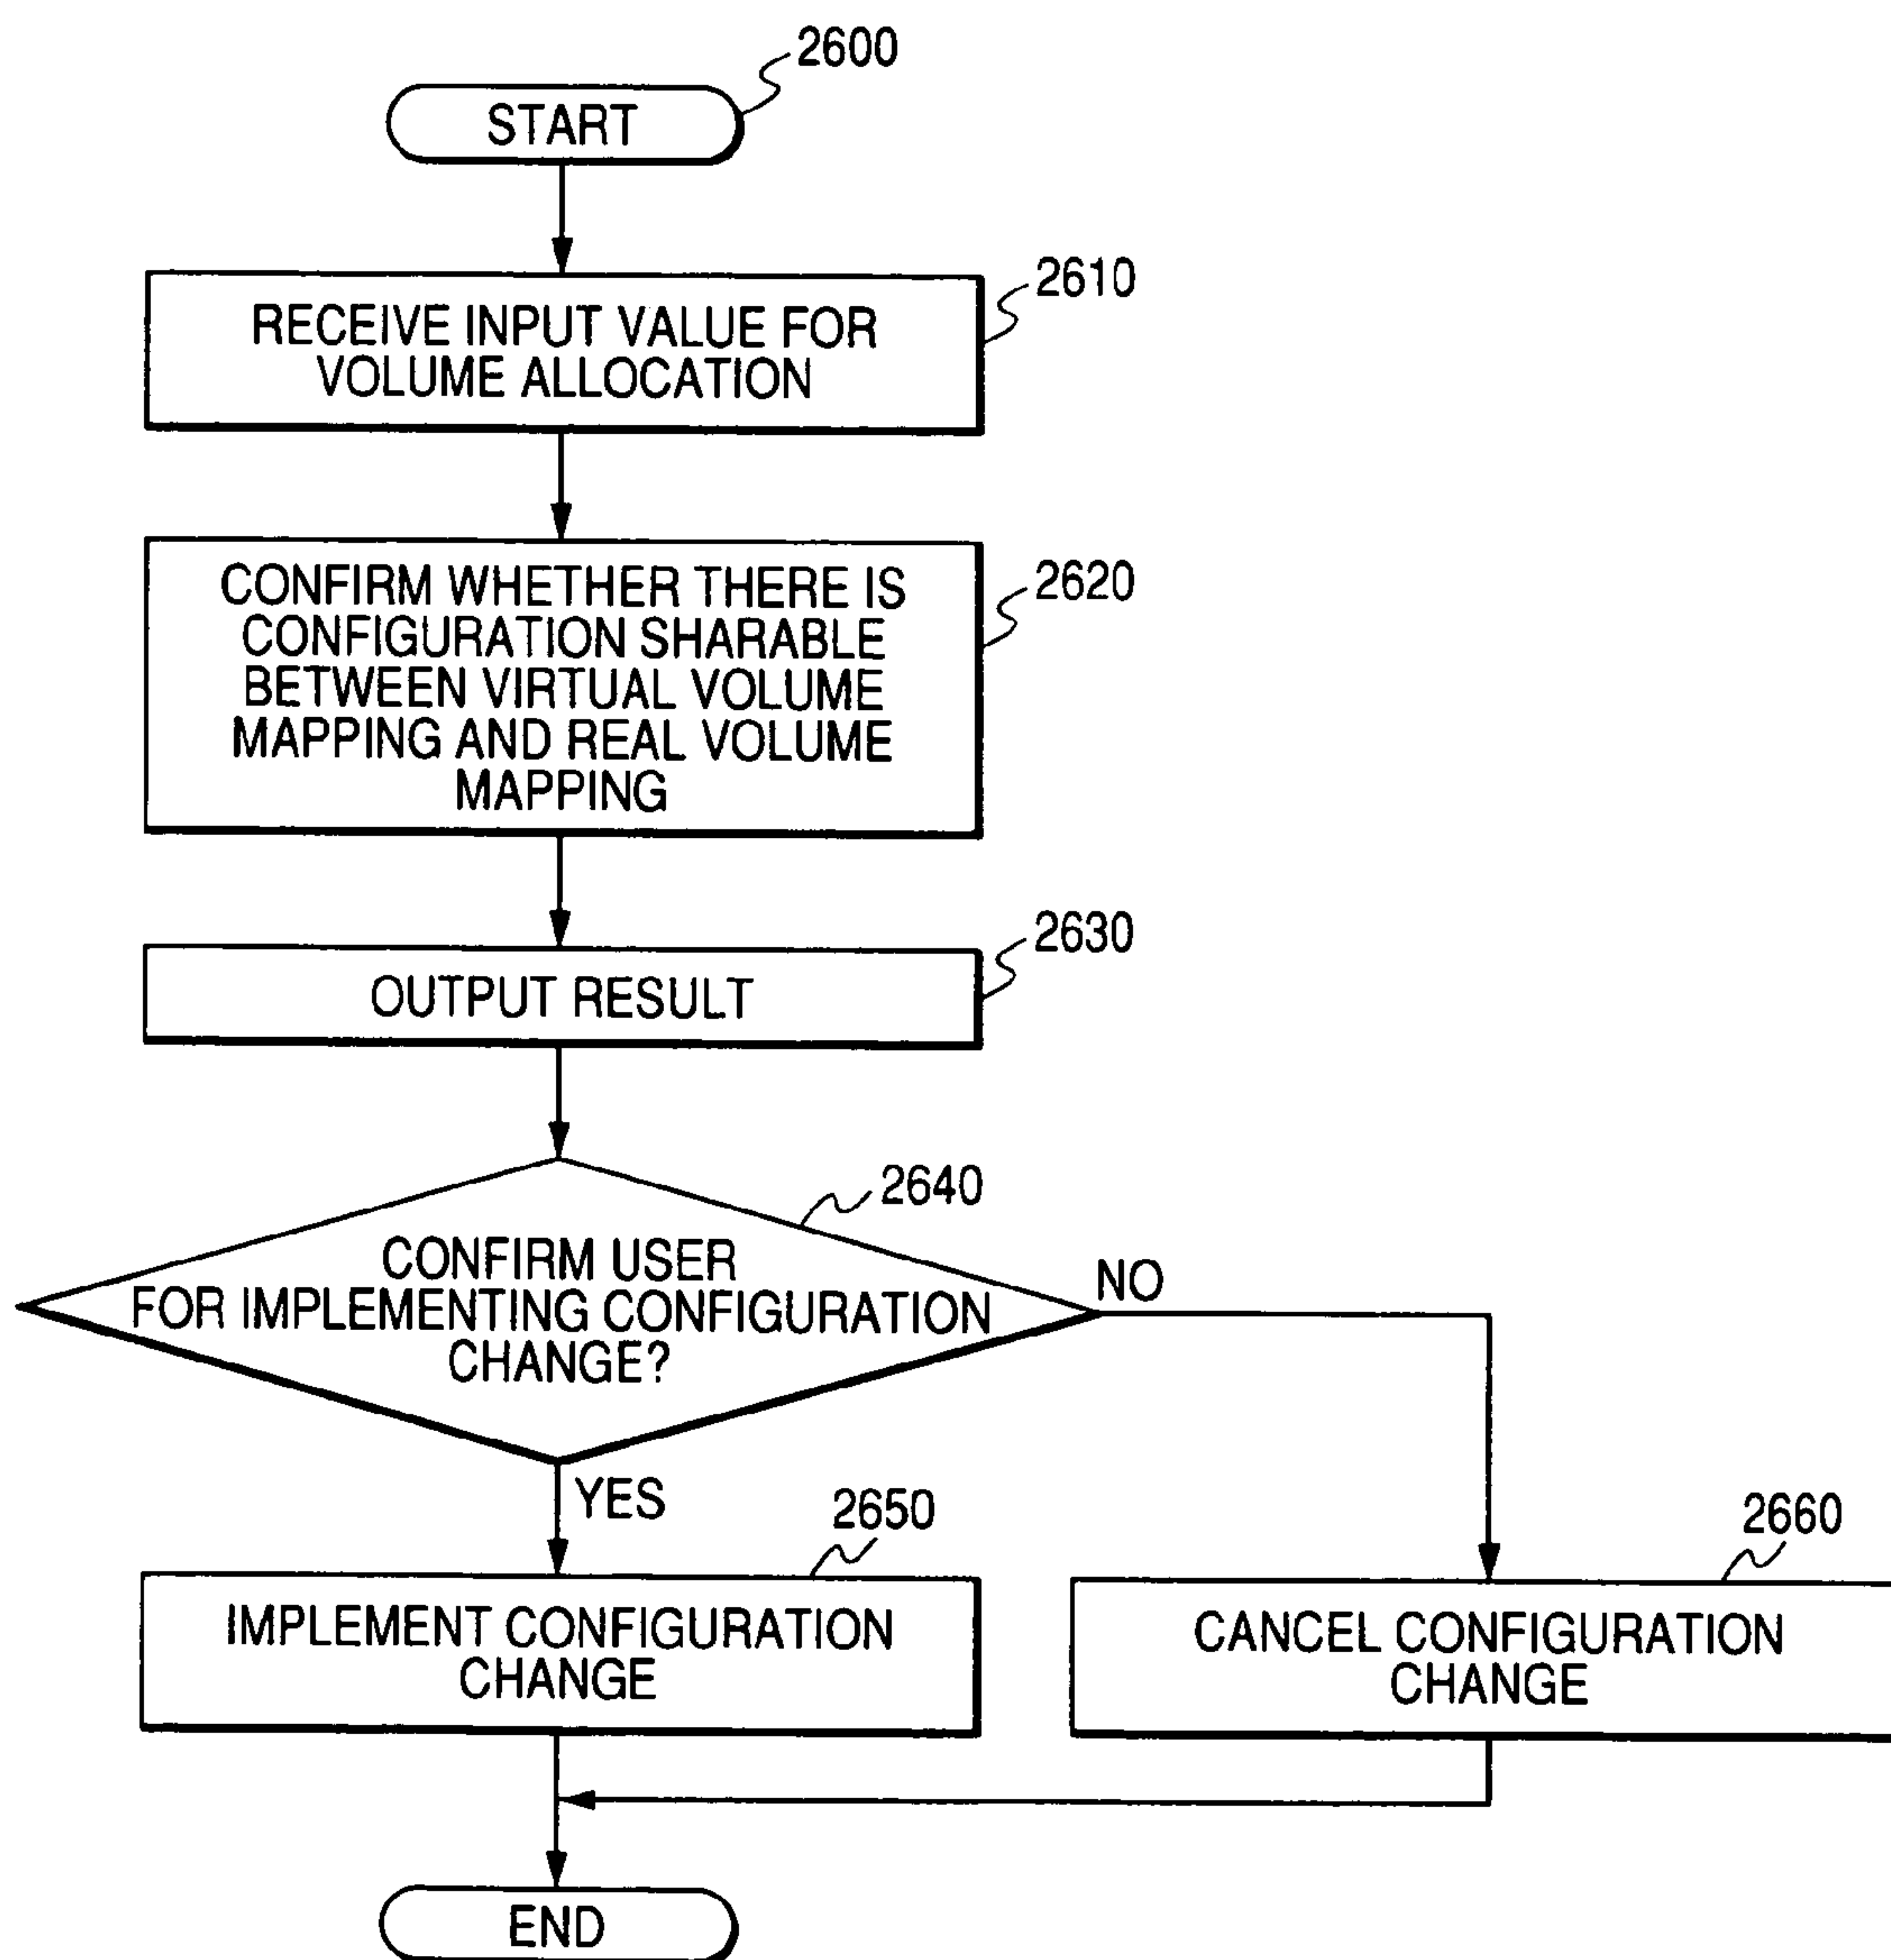 2600
START
2610
RECEIVE INPUT VALUE FOR
VOLUME ALLOCATION
2620
CONFIRM WHETHER THERE IS
CONFIGURATION SHARABLE
BETWEEN VIRTUAL VOLUME
MAPPING AND REAL VOLUME
MAPPING
2630
OUTPUT RESULT
2640
CONFIRM USER
FOR IMPLEMENTING CONFIGURATION
CHANGE?
NO
YES
2650
IMPLEMENT CONFIGURATION
CHANGE
2660
CANCEL CONFIGURATION
CHANGE
END